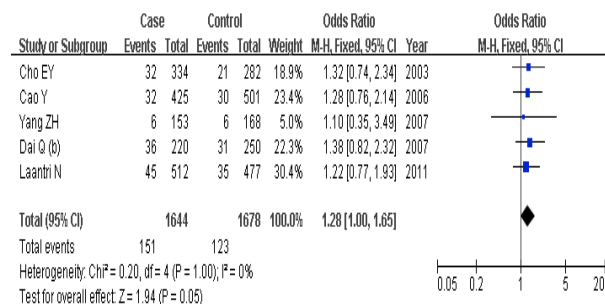 Case Control Odds Ratio Odds Ratio
Study or Subgroup Events Total Events Total Weight M-H, Fixed, 95% CI Year M-H, Fixed, 95% CI
Cho EY 32 334 21 282 18.9% 1.32 [0.74, 2.34] 2003
Cao Y 32 425 30 501 23.4% 1.28 [0.76, 2.14] 2006
Yang ZH 6 153 6 168 5.0% 1.10 [0.35, 3.49] 2007
Dai Q (b) 36 220 31 250 22.3% 1.38 [0.82, 2.32] 2007
Laantri N 45 512 35 477 30.4% 1.22 [0.77, 1.93] 2011
Total (95% CI) 1644 1678 100.0% 1.28 [1.00, 1.65]
Total events 151 123
Heterogeneity: Chi² = 0.20, df = 4 (P = 1.00); I² = 0%
Test for overall effect: Z = 1.94 (P = 0.05)
0.05 0.2 1 5 20